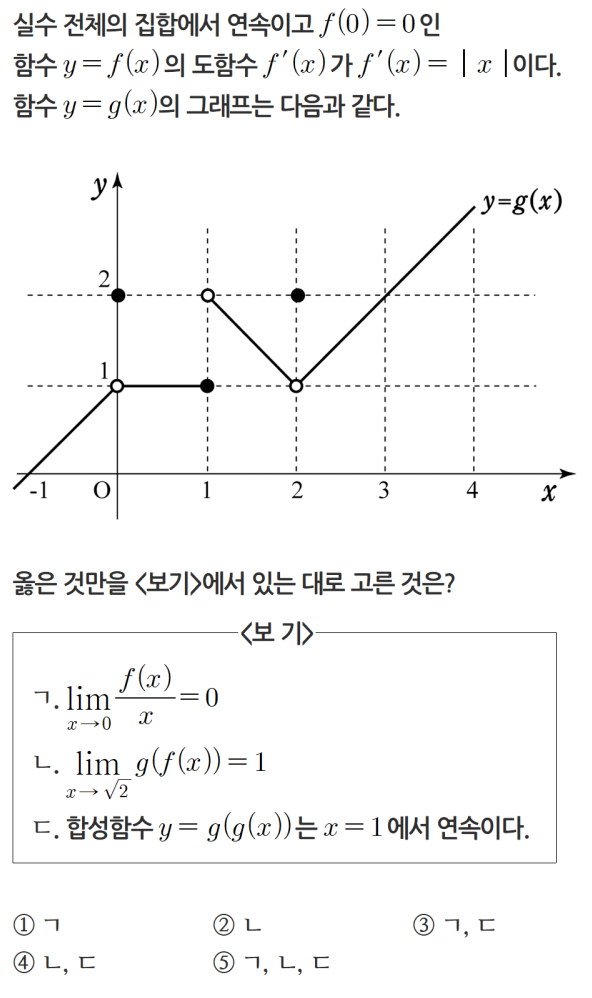 실수 전체의 집합에서 연속이고 f(0)=0인
함수 y=f(x)의 도함수 f′(x)가 f′(x)=|x|이다.
함수 y=g(x)의 그래프는 다음과 같다.
y
y=g(x)
2
1
-1 O 1 2 3 4 x
옳은 것만을 <보기>에서 있는 대로 고른 것은?
<보 기>
ㄱ. lim_{x→0} f(x)/x = 0
ㄴ. lim_{x→√2} g(f(x)) = 1
ㄷ. 합성함수 y= g(g(x))는 x=1에서 연속이다.
① ㄱ ② ㄴ ③ ㄱ, ㄷ
④ ㄴ, ㄷ ⑤ ㄱ, ㄴ, ㄷ